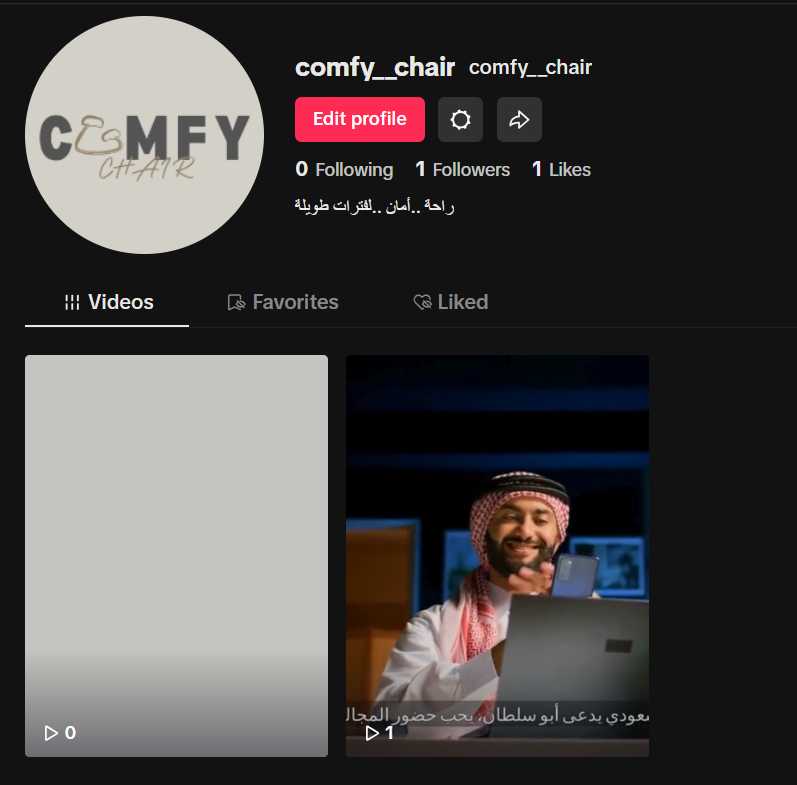 comfy__chair comfy__chair
COMFY
CHAIR
Edit profile
0 Following 1 Followers 1 Likes
راحة ..أمان ..لفترات طويلة
Videos Favorites Liked
يدعى أبو سلطان، يحب حضور
0 1